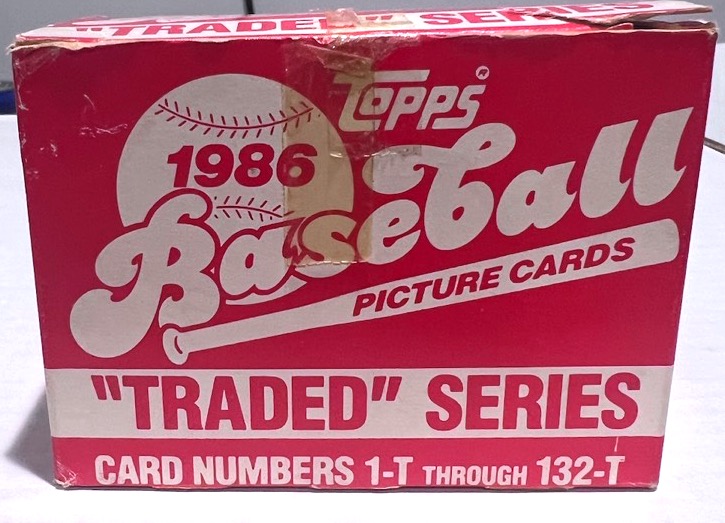 "TRADED" SERIES
TOPPS
1986
Baseball
PICTURE CARDS
"TRADED" SERIES
CARD NUMBERS 1-T THROUGH 132-T